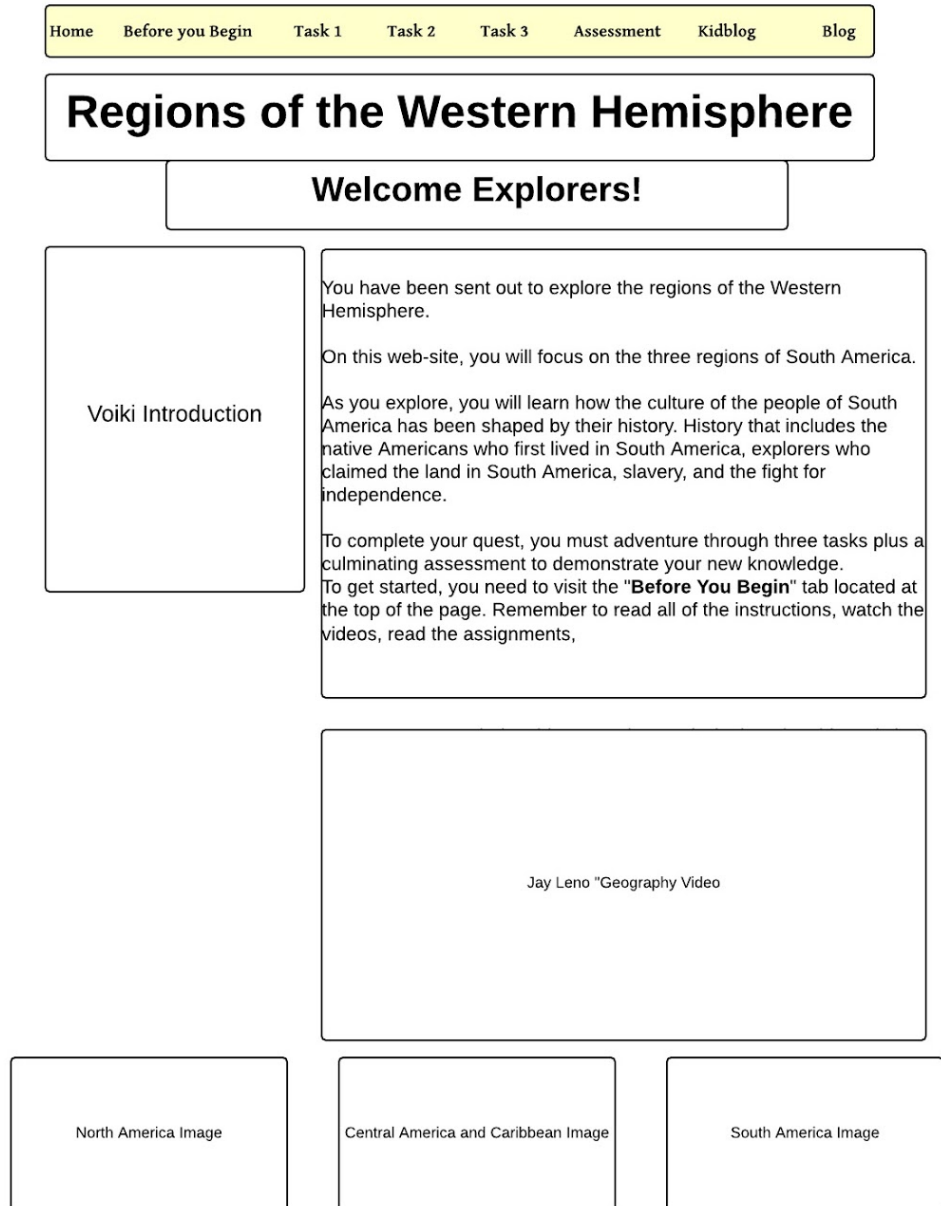 Home Before you Begin Task 1 Task 2 Task 3 Assessment Kidblog Blog
Regions of the Western Hemisphere
Welcome Explorers!
Voiki Introduction
You have been sent out to explore the regions of the Western
Hemisphere.
On this web-site, you will focus on the three regions of South America.
As you explore, you will learn how the culture of the people of South
America has been shaped by their history. History that includes the
native Americans who first lived in South America, explorers who
claimed the land in South America, slavery, and the fight for
independence.
To complete your quest, you must adventure through three tasks plus a
culminating assessment to demonstrate your new knowledge.
To get started, you need to visit the "Before You Begin" tab located at
the top of the page. Remember to read all of the instructions, watch the
videos, read the assignments,
Jay Leno "Geography Video
North America Image
Central America and Caribbean Image
South America Image